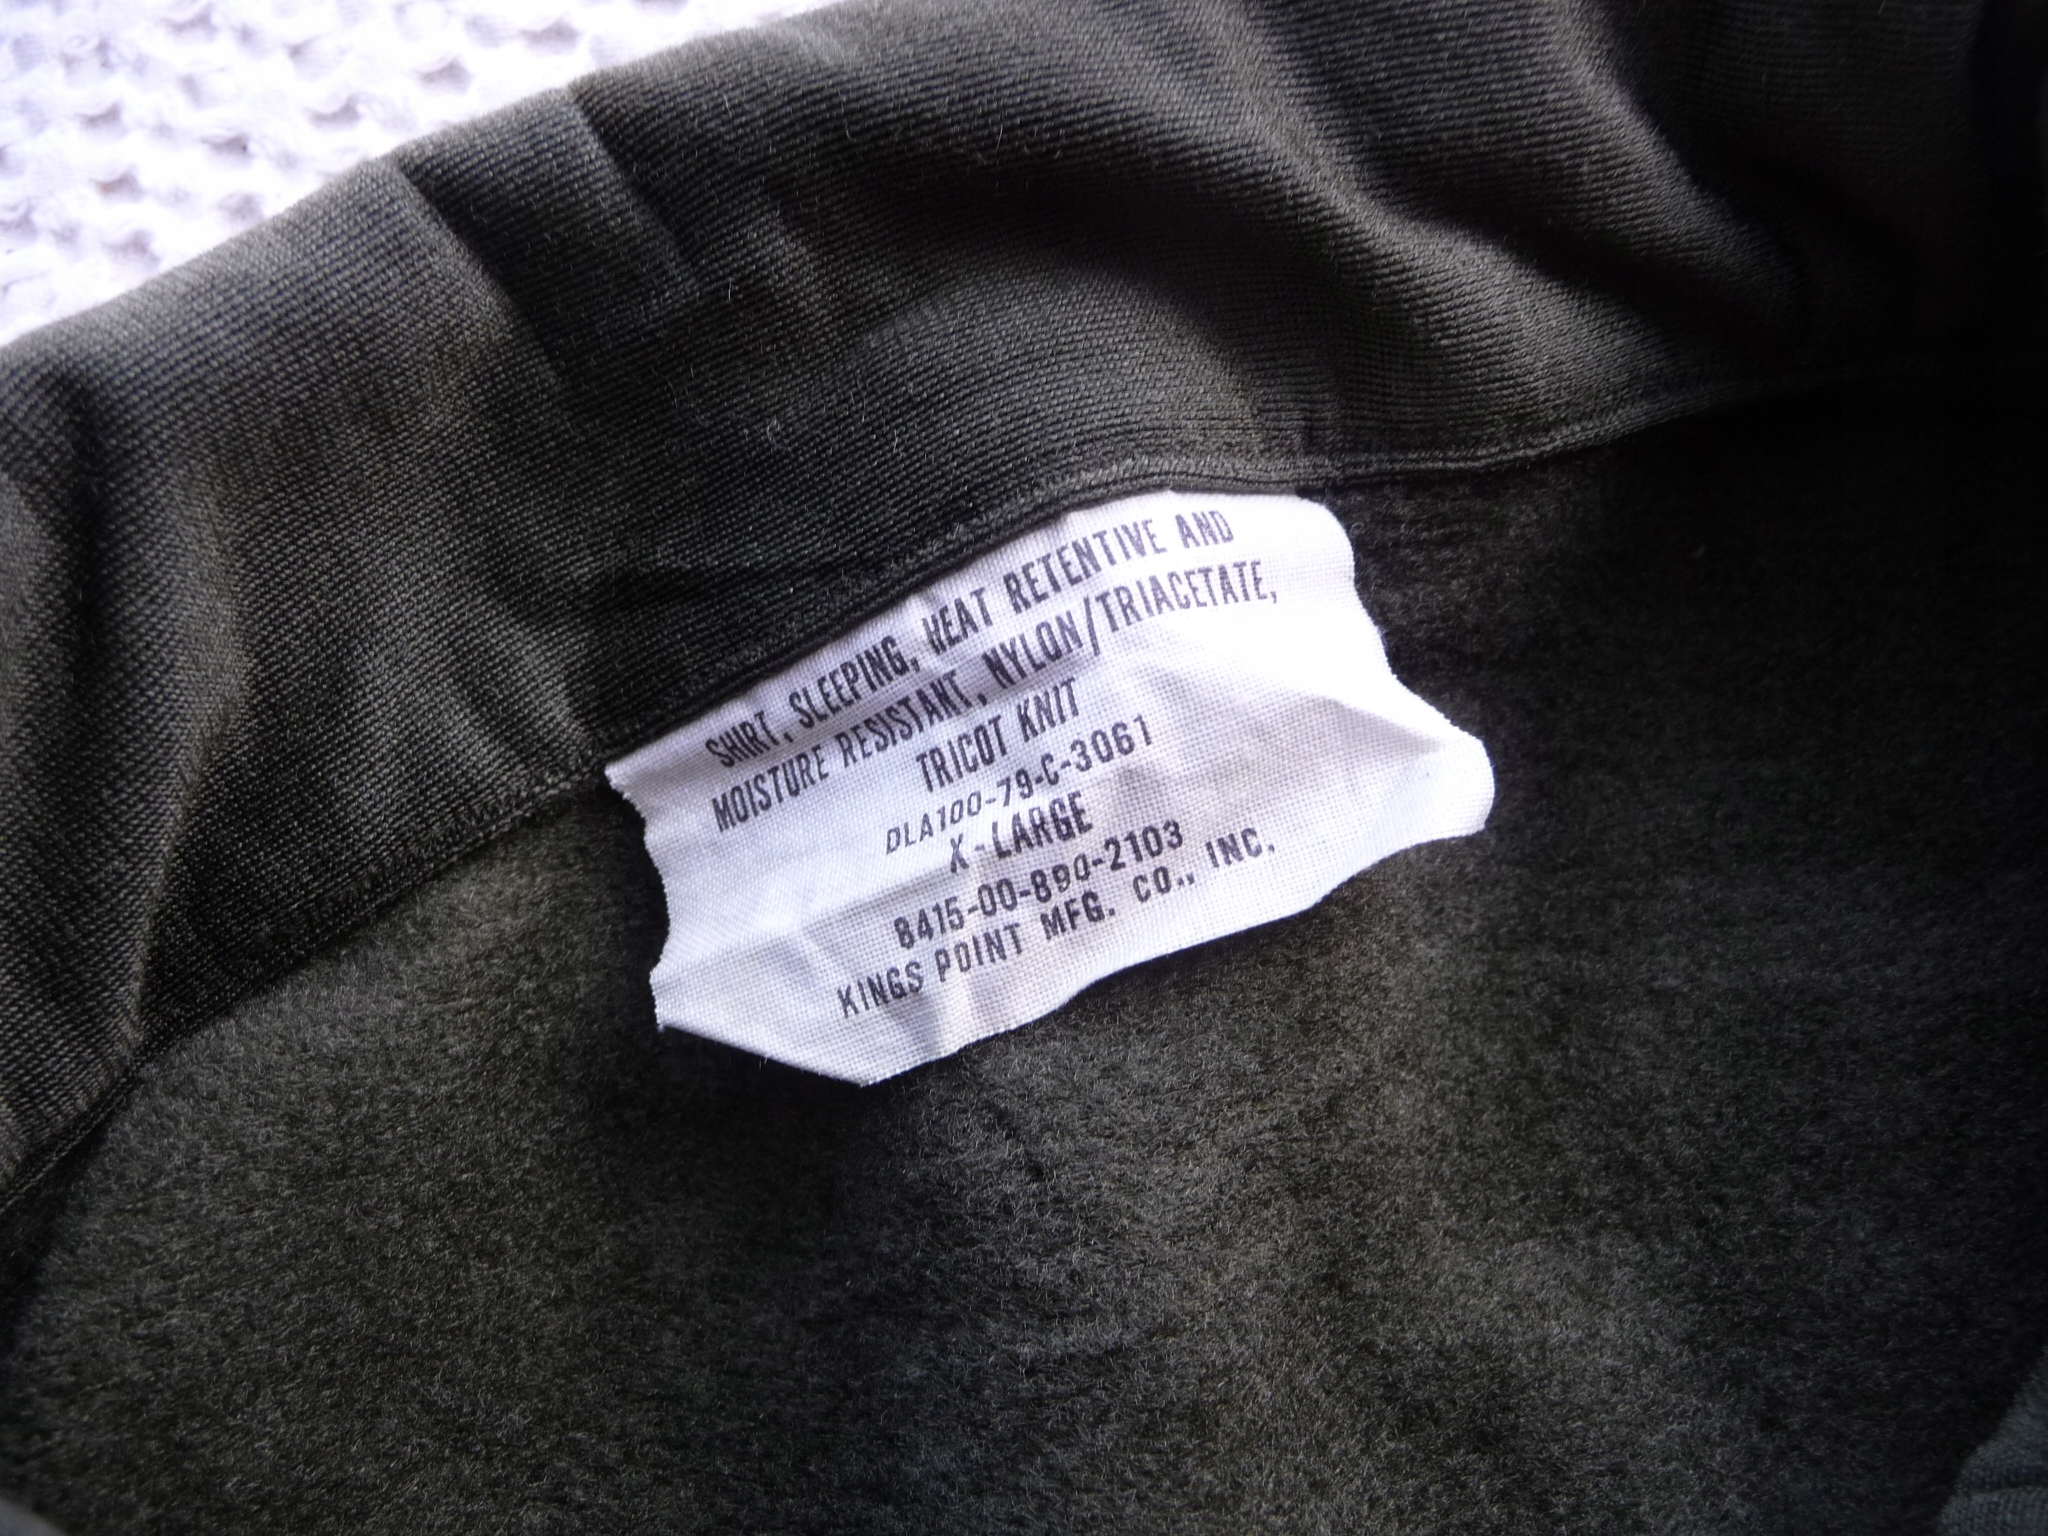 SHIRT, SLEEPING, HEAT RETENTIVE AND
MOISTURE RESISTANT, NYLON/TRIACETATE,
TRICOT KNIT
DLA100-79-C-3061
X-LARGE
8415-00-890-2103
KINGS POINT MFG. CO., INC.